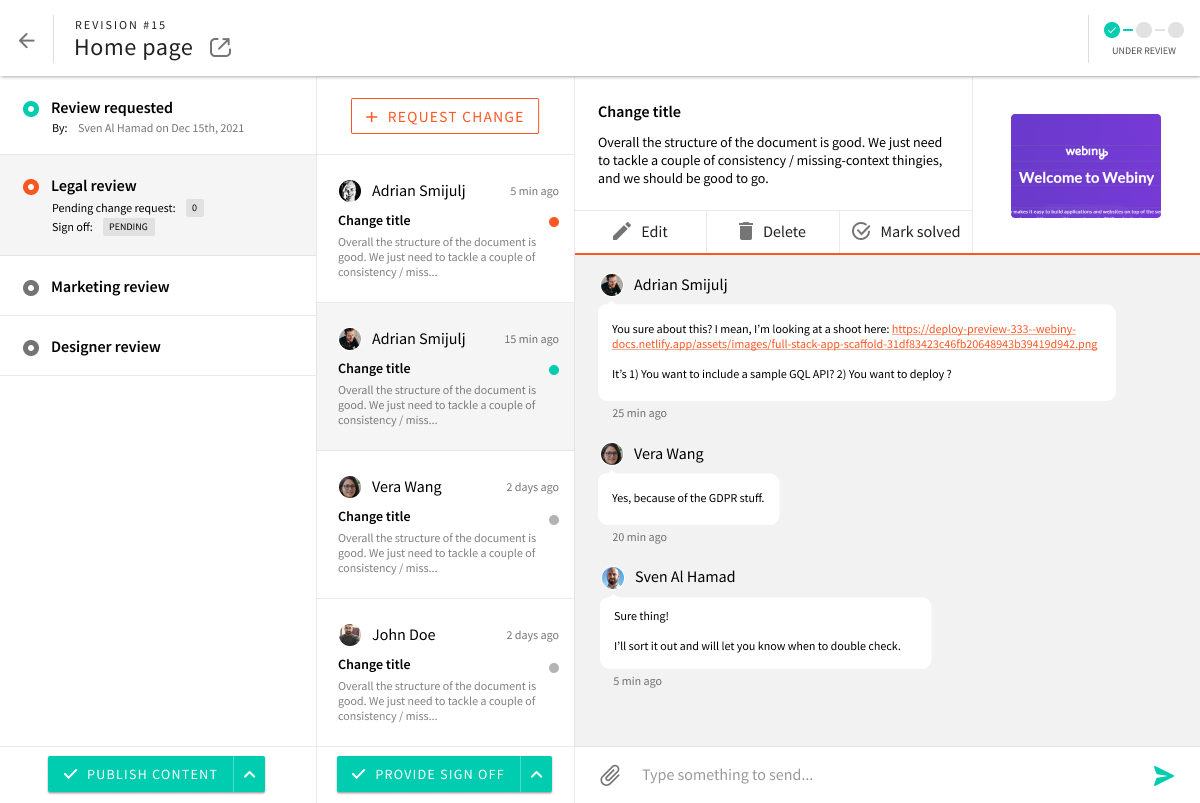 REVISION #15
Home page
UNDER REVIEW
Review requested
By: Sven Al Hamad on Dec 15th, 2021
Legal review
Pending change request: 0
Sign off: PENDING
Marketing review
Designer review
PUBLISH CONTENT
+ REQUEST CHANGE
Adrian Smijulj 5 min ago
Change title
Overall the structure of the document is
good. We just need to tackle a couple of
consistency / miss...
Adrian Smijulj 15 min ago
Change title
Overall the structure of the document is
good. We just need to tackle a couple of
consistency / miss...
Vera Wang 2 days ago
Change title
Overall the structure of the document is
good. We just need to tackle a couple of
consistency / miss...
John Doe 2 days ago
Change title
Overall the structure of the document is
good. We just need to tackle a couple of
consistency / miss...
PROVIDE SIGN OFF
Change title
Overall the structure of the document is good. We just need
to tackle a couple of consistency / missing-context thingies,
and we should be good to go.
Edit Delete Mark solved
webiny
Welcome to Webiny
makes it easy to build applications and websites on top of the
Adrian Smijulj
You sure about this? I mean, I'm looking at a shoot here: https://deploy-preview-333--webiny-
docs.netlify.app/assets/images/full-stack-app-scaffold-31df83423c46fb20648943b39419d942.png
It's 1) You want to include a sample GQL API? 2) You want to deploy ?
25 min ago
Vera Wang
Yes, because of the GDPR stuff.
20 min ago
Sven Al Hamad
Sure thing!
I'll sort it out and will let you know when to double check.
5 min ago
Type something to send...